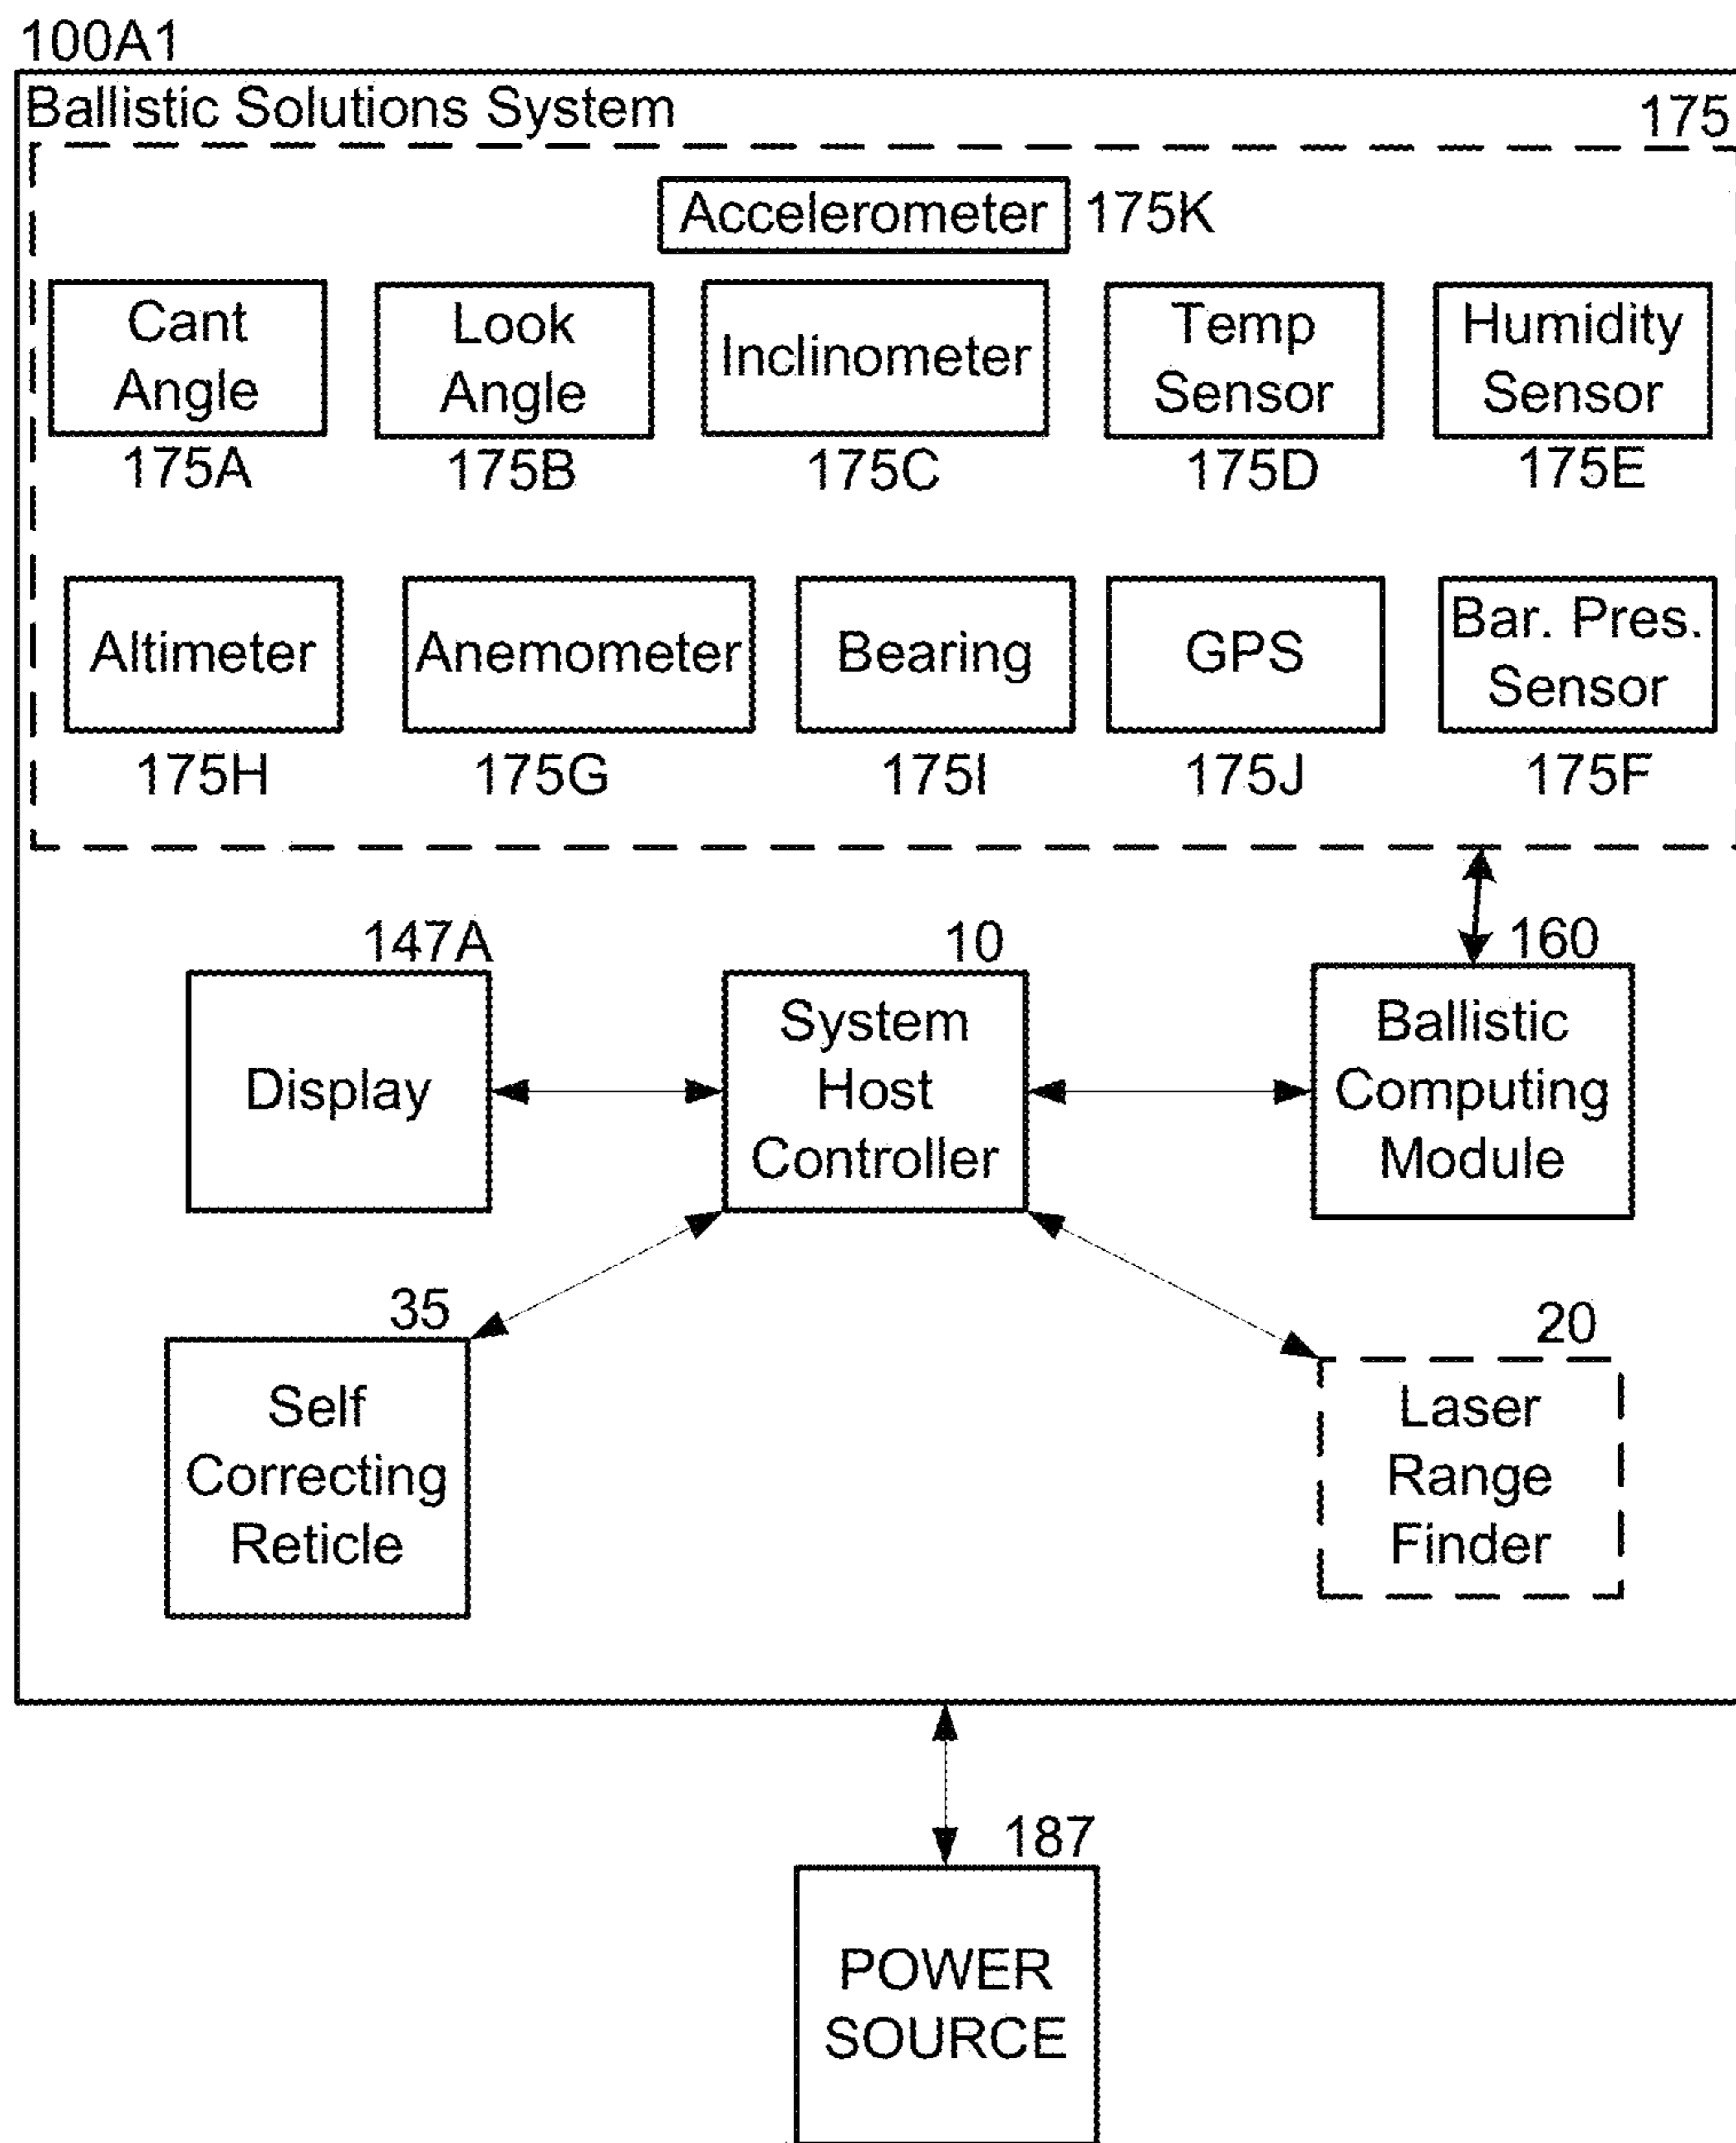 100A1
Ballistic Solutions System
175
Accelerometer
175K
Cant
Angle
175A
Look
Angle
175B
Inclinometer
175C
Temp
Sensor
175D
Humidity
Sensor
175E
Altimeter
175H
Anemometer
175G
Bearing
175I
GPS
175J
Bar. Pres.
Sensor
175F
147A
Display
10
System
Host
Controller
160
Ballistic
Computing
Module
35
Self
Correcting
Reticle
20
Laser
Range
Finder
187
POWER
SOURCE